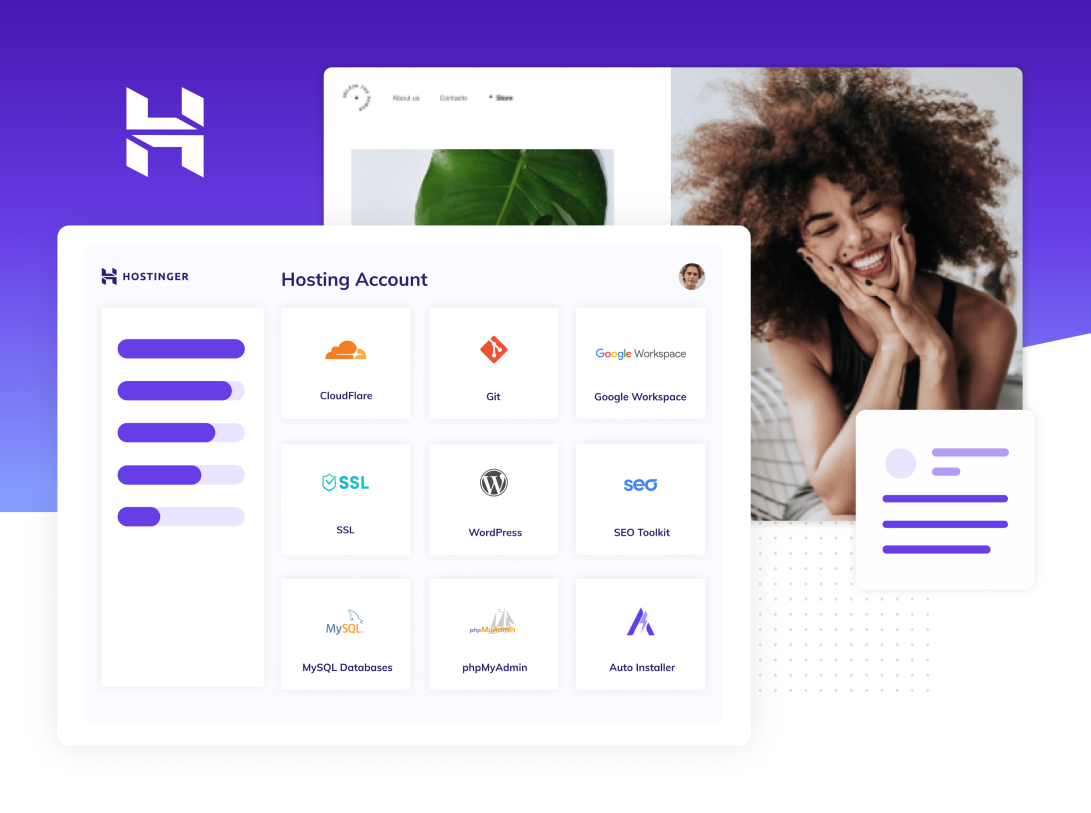 About us Contacts Store
HOSTINGER
Hosting Account
CloudFlare
Git
Google Workspace
Google Workspace
SSL
SSL
WordPress
seo
SEO Toolkit
MySQL
MySQL Databases
phpMyAdmin
phpMyAdmin
Auto Installer